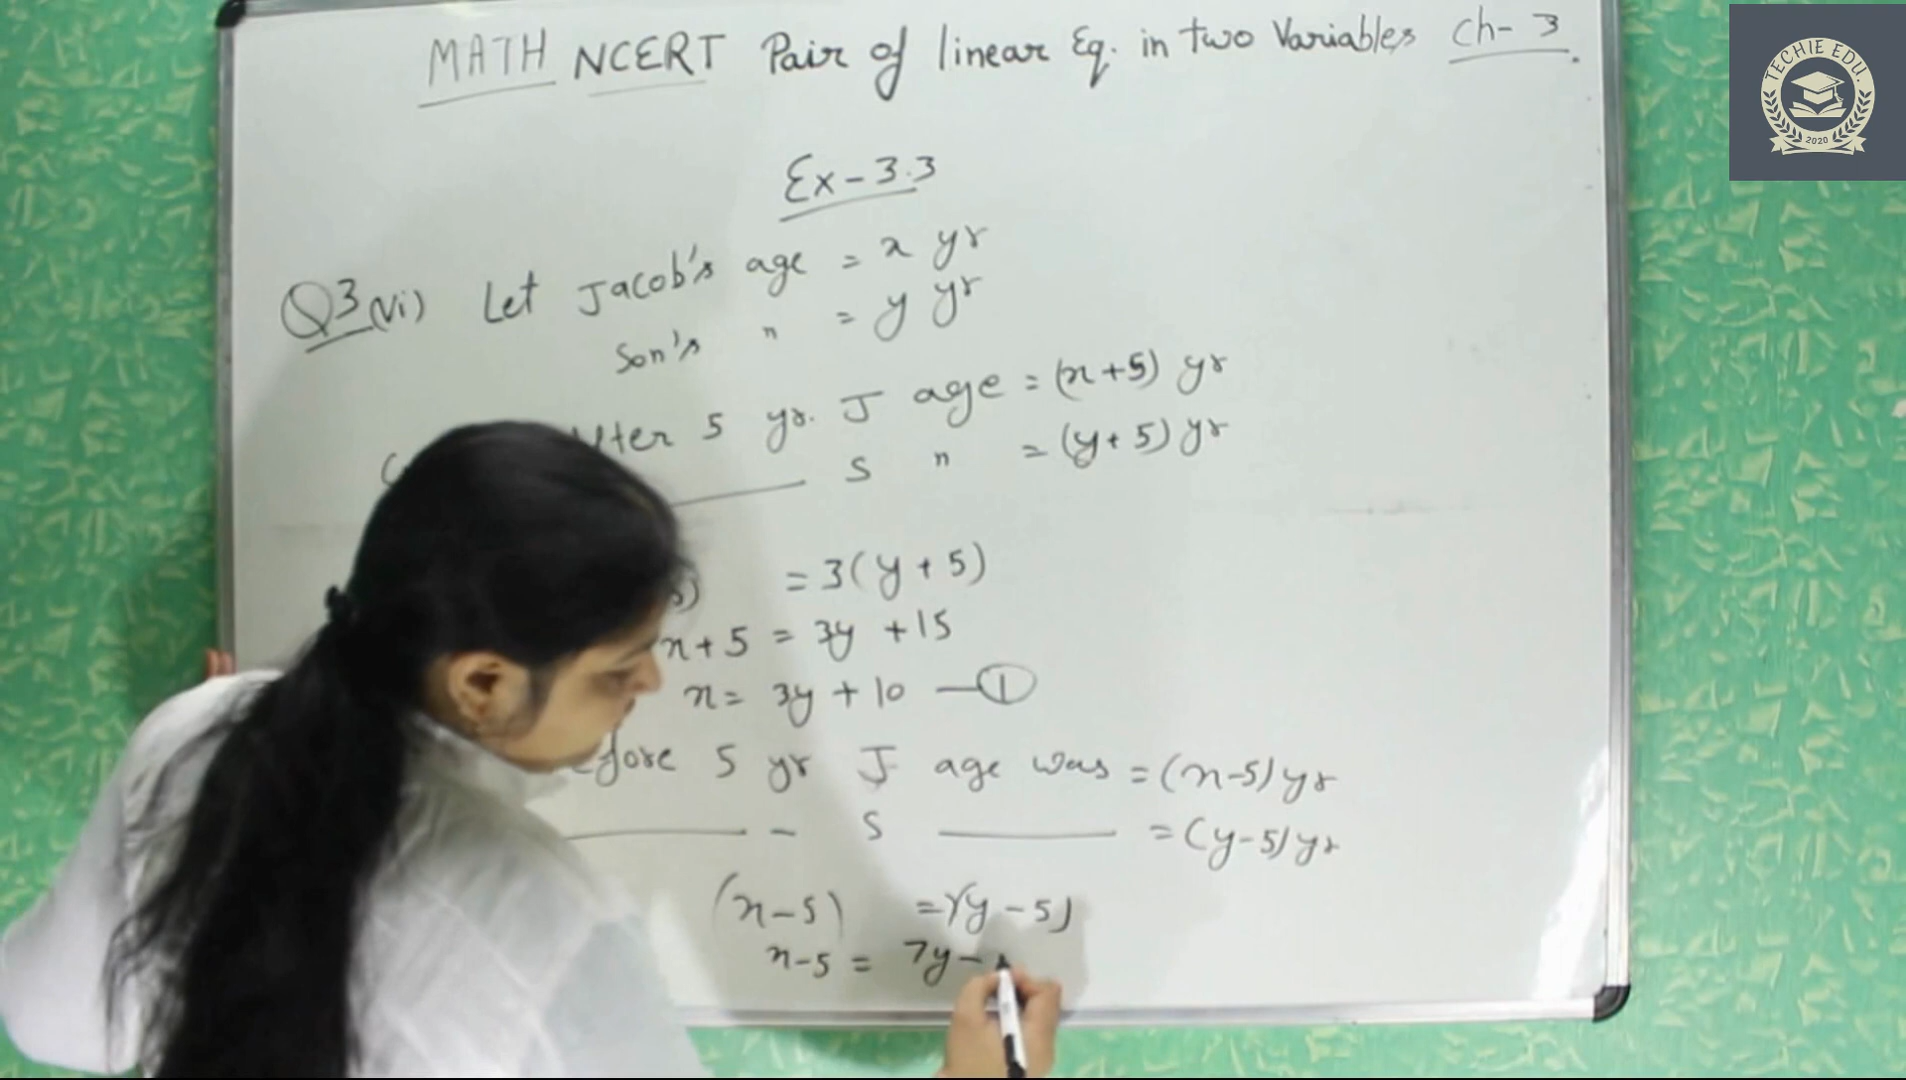 MATH NCERT Pair of linear Eq. in two Variables Ch-3.
TECHIE EDU.
2020
Ex-3.3
Q3(vi) Let Jacob's age = x yr
Son's " = y yr
5 yr. J age = (x+5) yr
S " = (y+5) yr
= 3(y+5)
x+5 = 3y +15
x= 3y + 10 — ①
5 yr J age was = (x-5) yr
S = (y-5) yr
(x-5) = 7(y-5)
x-5 = 7y-